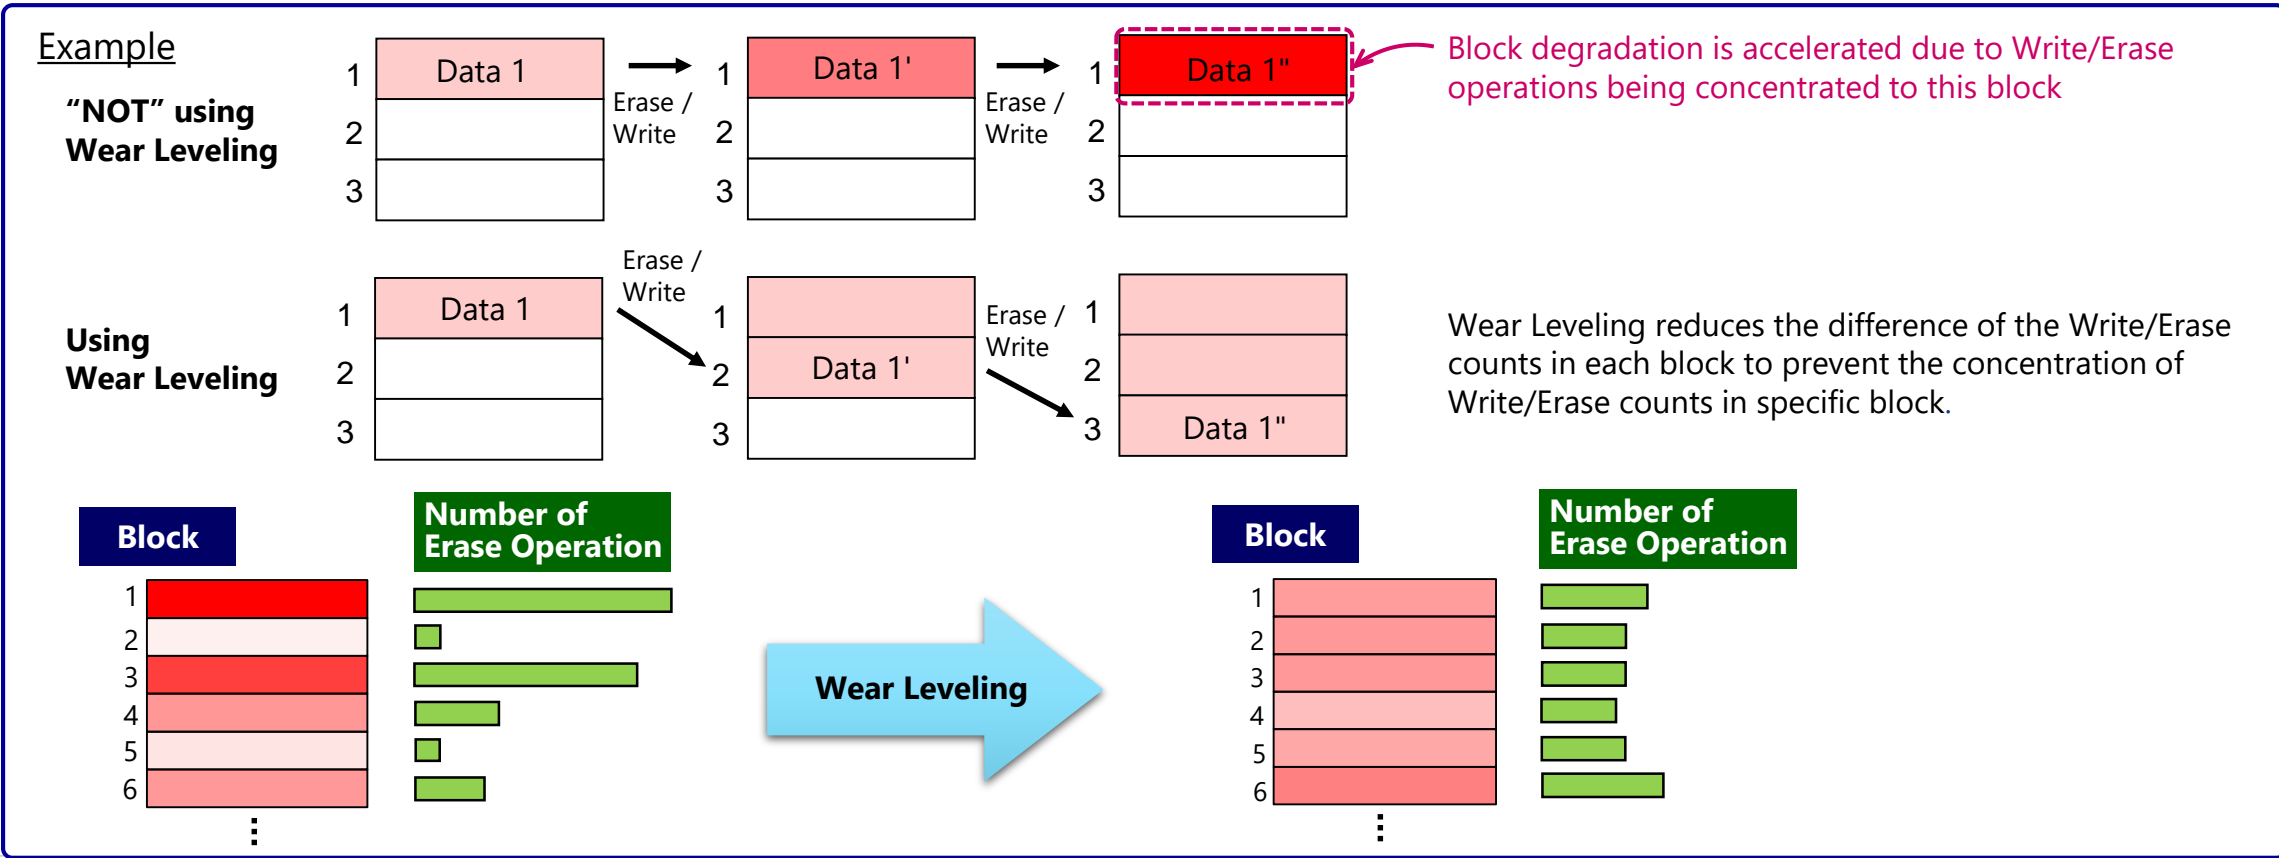 Example
“NOT” using
Wear Leveling
1
2
3
Data 1
Erase /
Write
1
2
3
Data 1'
Erase /
Write
1
2
3
Data 1"
Block degradation is accelerated due to Write/Erase
operations being concentrated to this block
Using
Wear Leveling
1
2
3
Data 1
Erase /
Write
1
2
3
Data 1'
Erase /
Write
1
2
3
Data 1"
Wear Leveling reduces the difference of the Write/Erase
counts in each block to prevent the concentration of
Write/Erase counts in specific block.
Block
Number of
Erase Operation
1
2
3
4
5
6
Wear Leveling
Block
Number of
Erase Operation
1
2
3
4
5
6